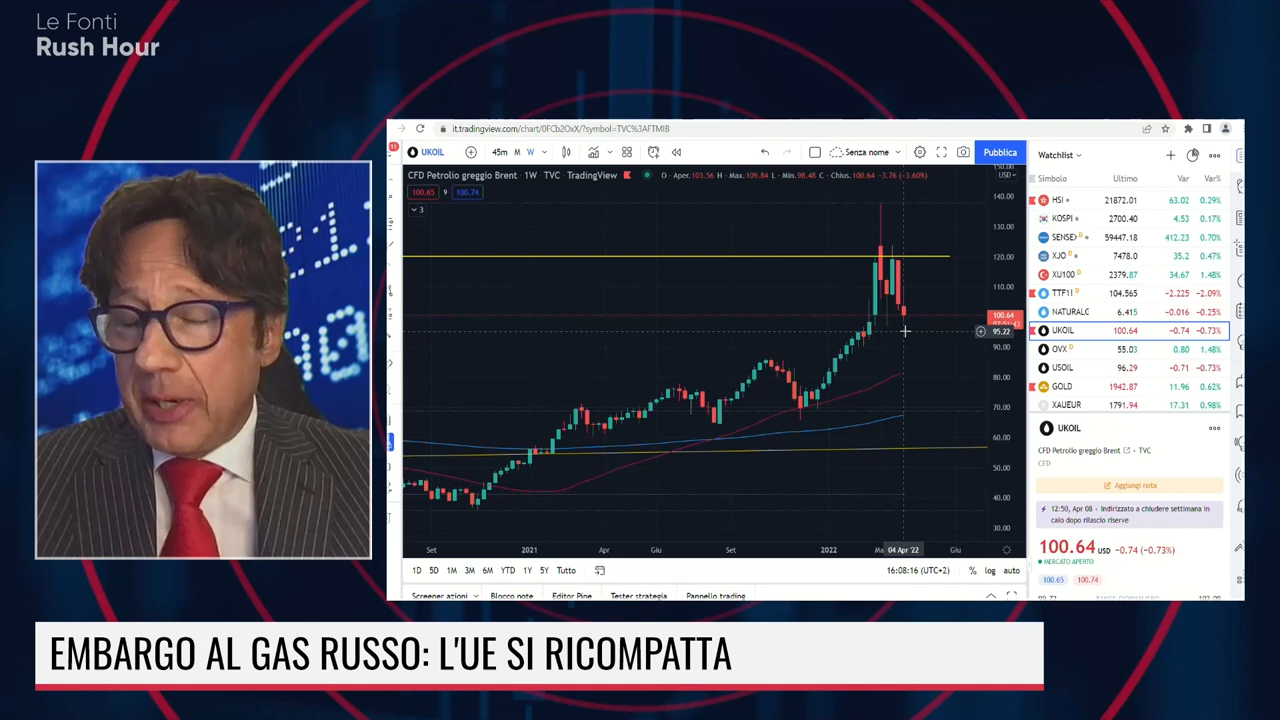 Le Fonti
Rush Hour
it.tradingview.com/chart/0FCb2OxX/?symbol=TVC%3AFTMIB
11
UKOIL
45m
M
W
Senza nome
Pubblica
CFD Petrolio greggio Brent · 1W · TVC · TradingView
O - Aper. 103.56 H - Max. 109.84 L - Min. 98.48 C - Chius. 100.64 -3.76 (-3.60%)
100.65 9 100.74
3
USD
140.00
130.00
120.00
110.00
100.64
95.22
90.00
80.00
70.00
60.00
50.00
40.00
30.00
Set 2021 Apr Giu Set 2022 04 Apr '22 Giu
1D 5D 1M 3M 6M YTD 1Y 5Y Tutto
16:08:16 (UTC+2) % log auto
Screener azioni Blocco note Editor Pine Tester strategia Pannello trading
Watchlist
Simbolo Ultimo Var Var%
HSI 21872.01 63.02 0.29%
KOSPI 2700.40 4.53 0.17%
SENSEX D 59447.18 412.23 0.70%
XJO D 7478.0 35.2 0.47%
XU100 D 2379.87 34.67 1.48%
TTF1! D 104.565 -2.225 -2.09%
NATURALG 6.415 -0.016 -0.25%
UKOIL 100.64 -0.74 -0.73%
OVX D 55.03 0.80 1.48%
USOIL 96.29 -0.71 -0.73%
GOLD 1942.87 11.96 0.62%
XAUEUR 1791.94 17.31 0.98%
UKOIL
CFD Petrolio greggio Brent · TVC
CFD
Aggiungi nota
12:50, Apr 08 · Indirizzato a chiudere settimana in
calo dopo rilascio riserve
100.64 USD -0.74 (-0.73%)
MERCATO APERTO
100.65 100.74
EMBARGO AL GAS RUSSO: L'UE SI RICOMPATTA